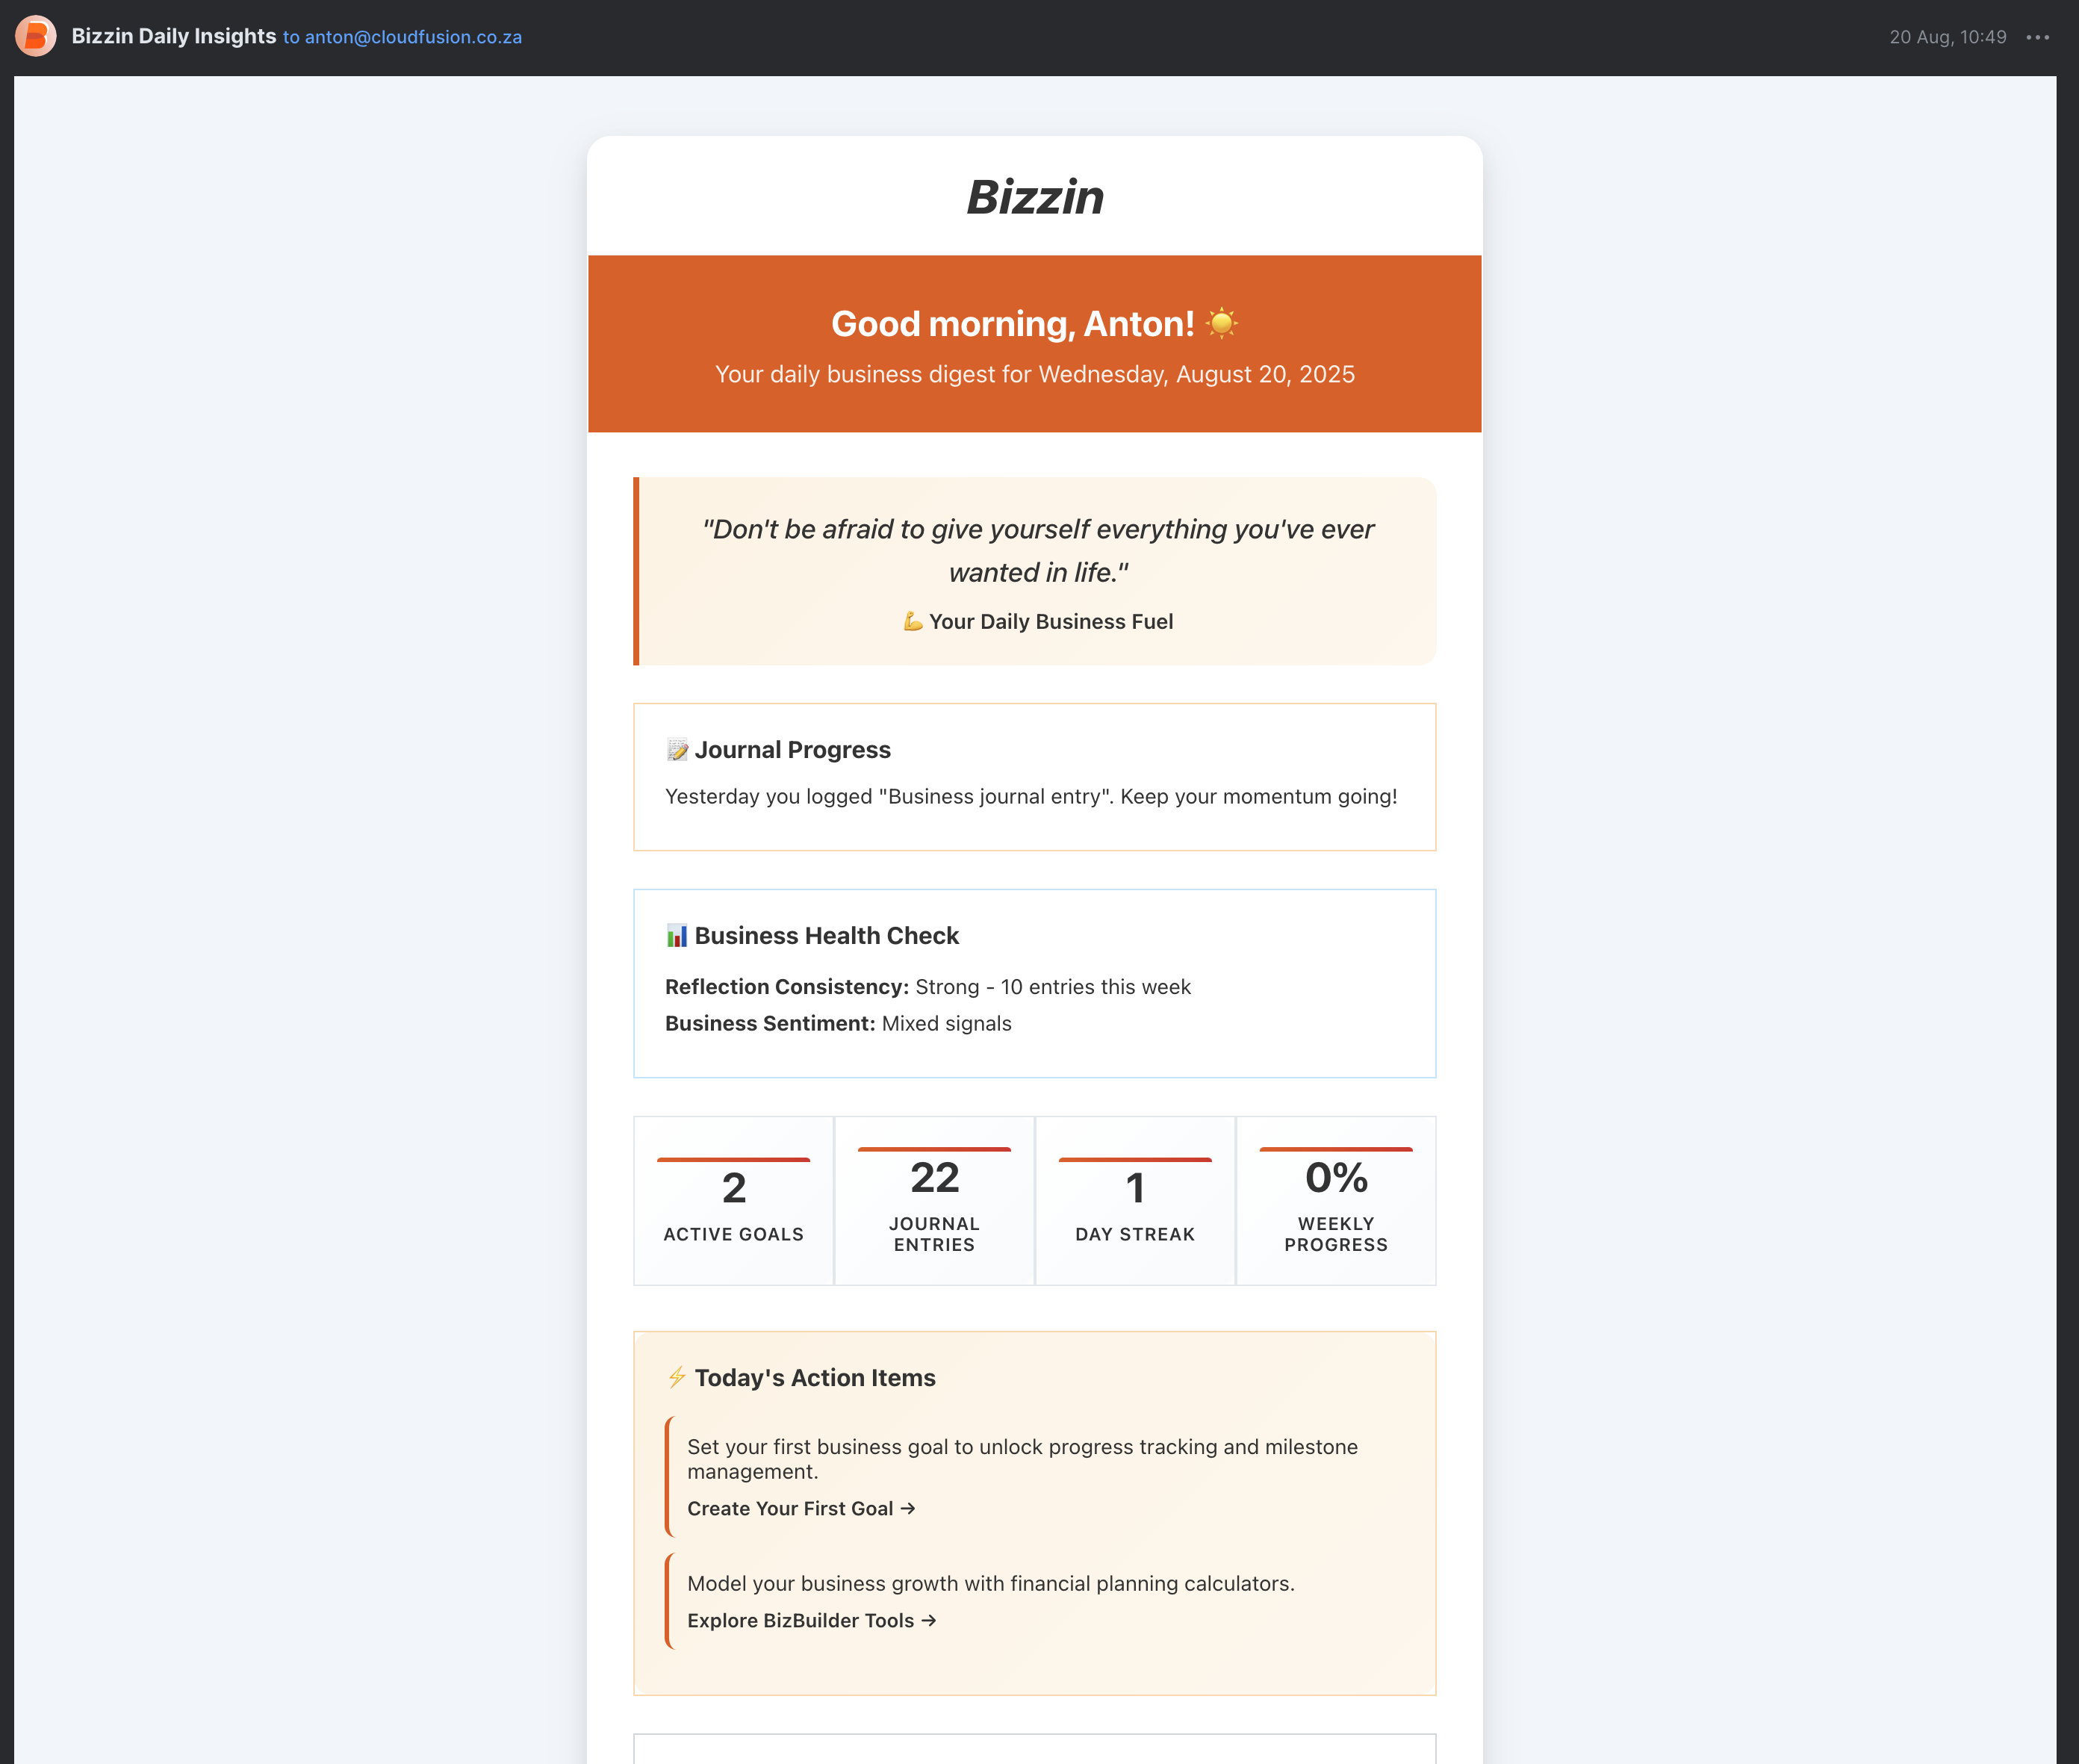 Bizzin Daily Insights to anton@cloudfusion.co.za
20 Aug, 10:49
Bizzin
Good morning, Anton! ☀️
Your daily business digest for Wednesday, August 20, 2025
"Don't be afraid to give yourself everything you've ever
wanted in life."
💪 Your Daily Business Fuel
📝 Journal Progress
Yesterday you logged "Business journal entry". Keep your momentum going!
📊 Business Health Check
Reflection Consistency: Strong - 10 entries this week
Business Sentiment: Mixed signals
2
ACTIVE GOALS
22
JOURNAL
ENTRIES
1
DAY STREAK
0%
WEEKLY
PROGRESS
⚡ Today's Action Items
Set your first business goal to unlock progress tracking and milestone
management.
Create Your First Goal →
Model your business growth with financial planning calculators.
Explore BizBuilder Tools →